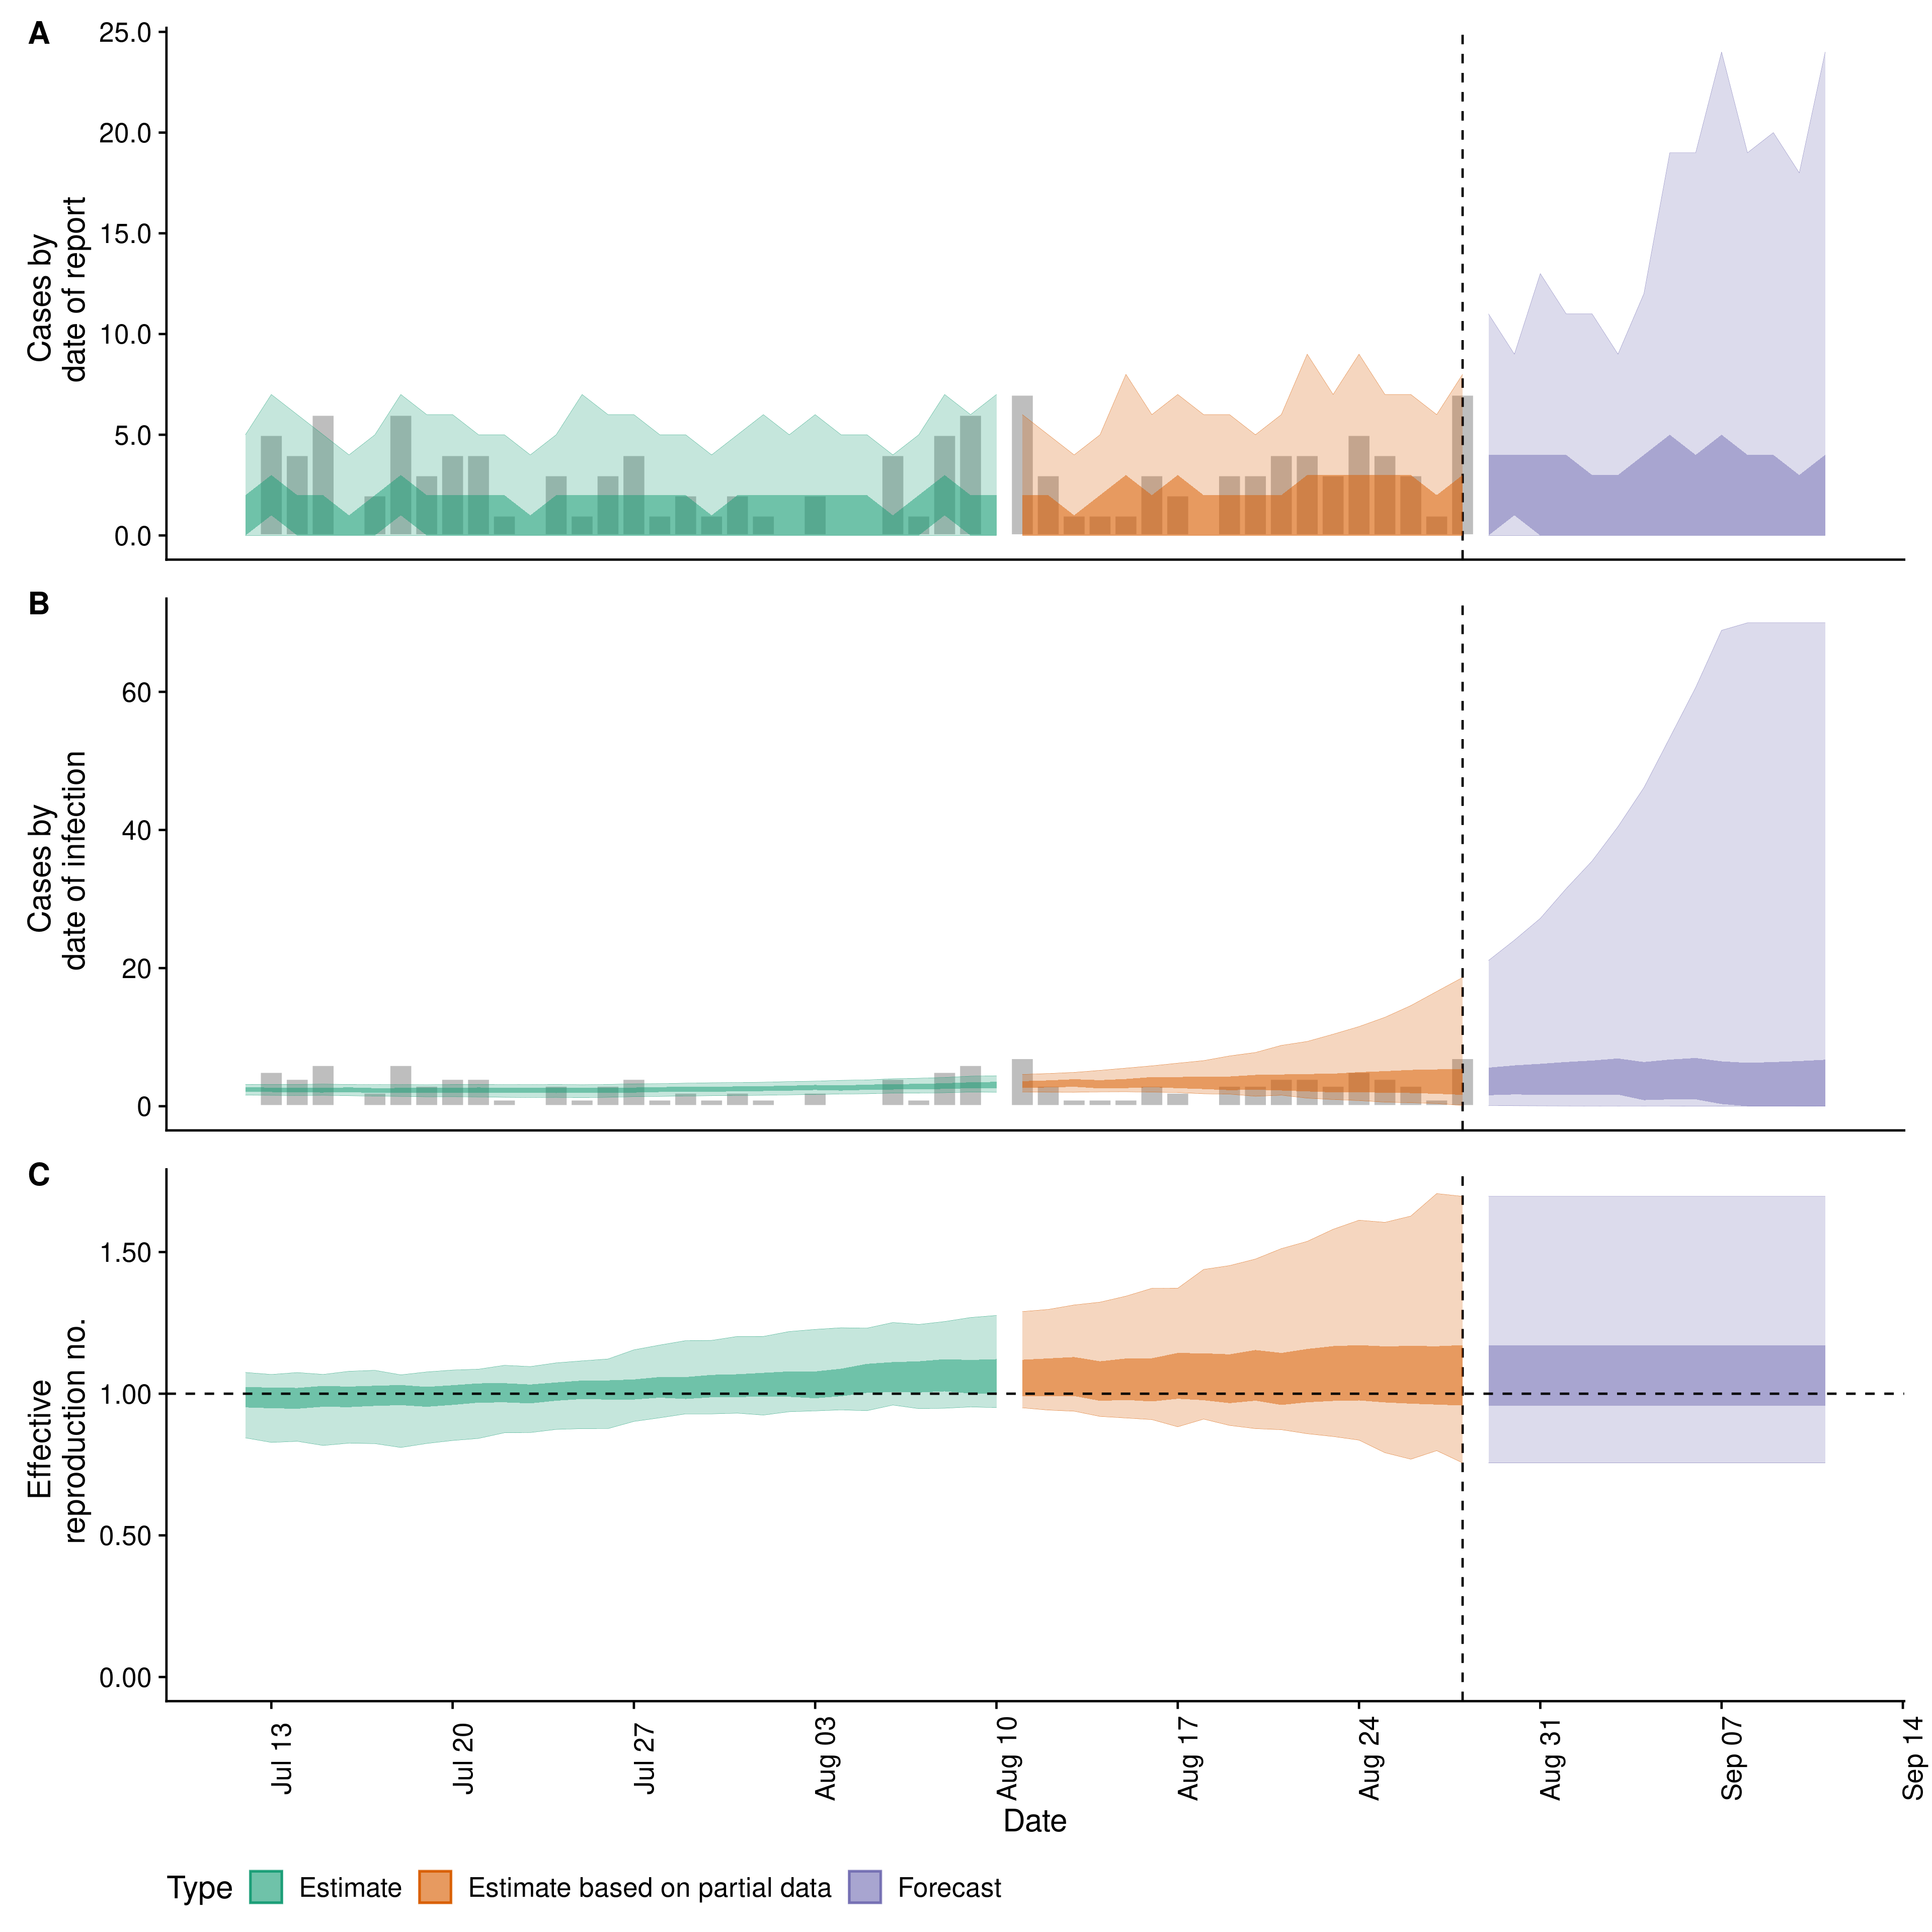 A
25.0
20.0
15.0
10.0
5.0
0.0
Cases by
date of report
B
60
40
20
0
Cases by
date of infection
C
1.50
1.00
0.50
0.00
Effective
reproduction no.
Jul 13
Jul 20
Jul 27
Aug 03
Aug 10
Aug 17
Aug 24
Aug 31
Sep 07
Sep 14
Date
Type Estimate Estimate based on partial data Forecast